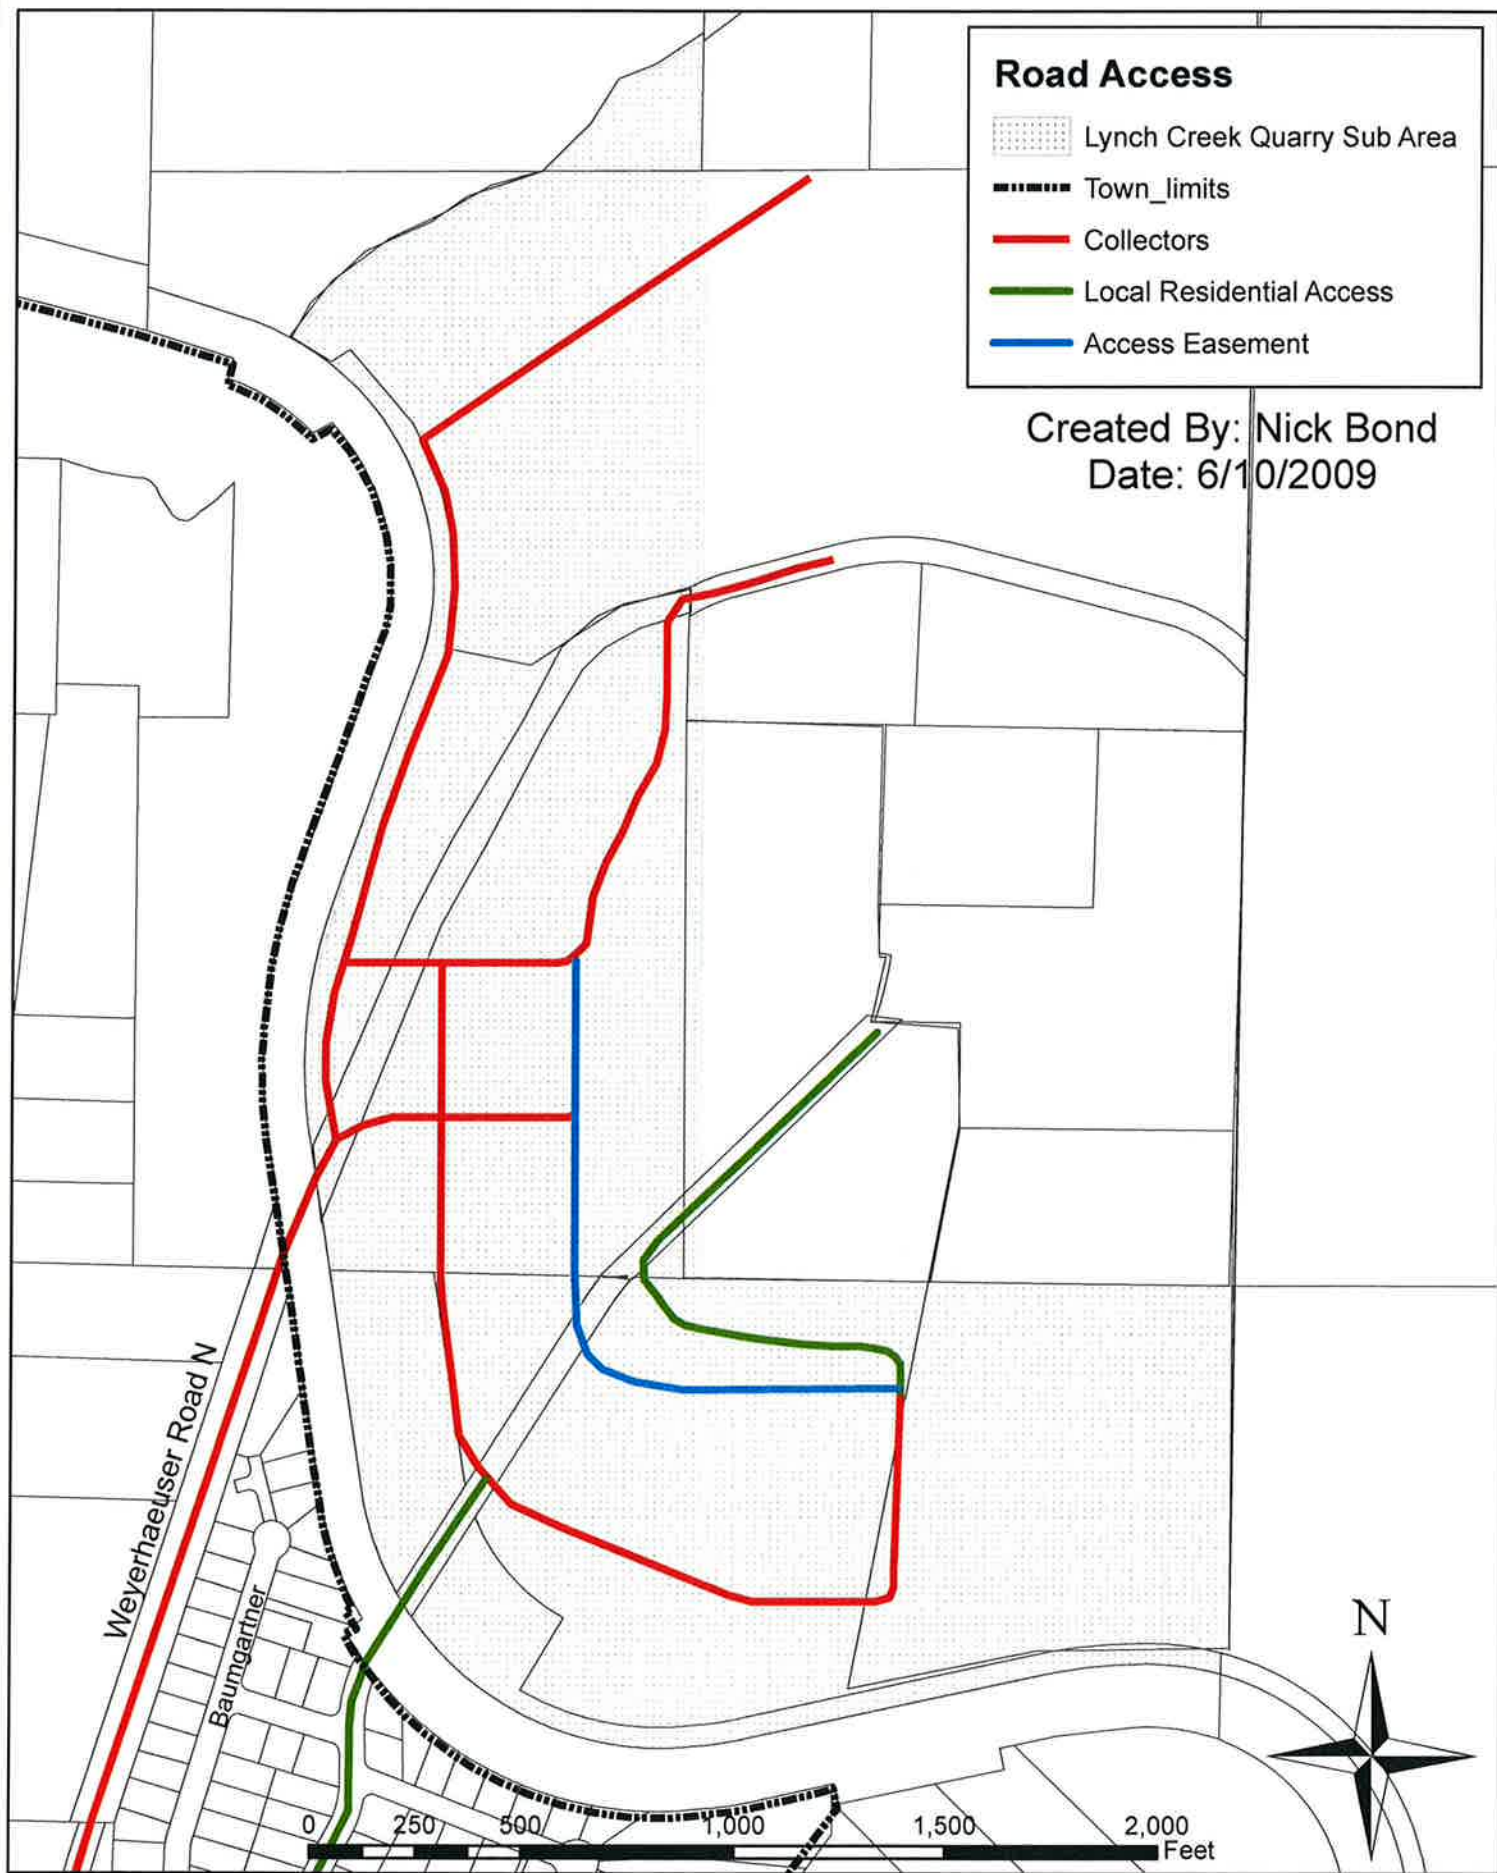 Road Access
Lynch Creek Quarry Sub Area
Town_limits
Collectors
Local Residential Access
Access Easement
Created By: Nick Bond
Date: 6/10/2009
Weyerhaeuser Road N
Baumgartner
N
0 250 500 1,000 1,500 2,000
Feet